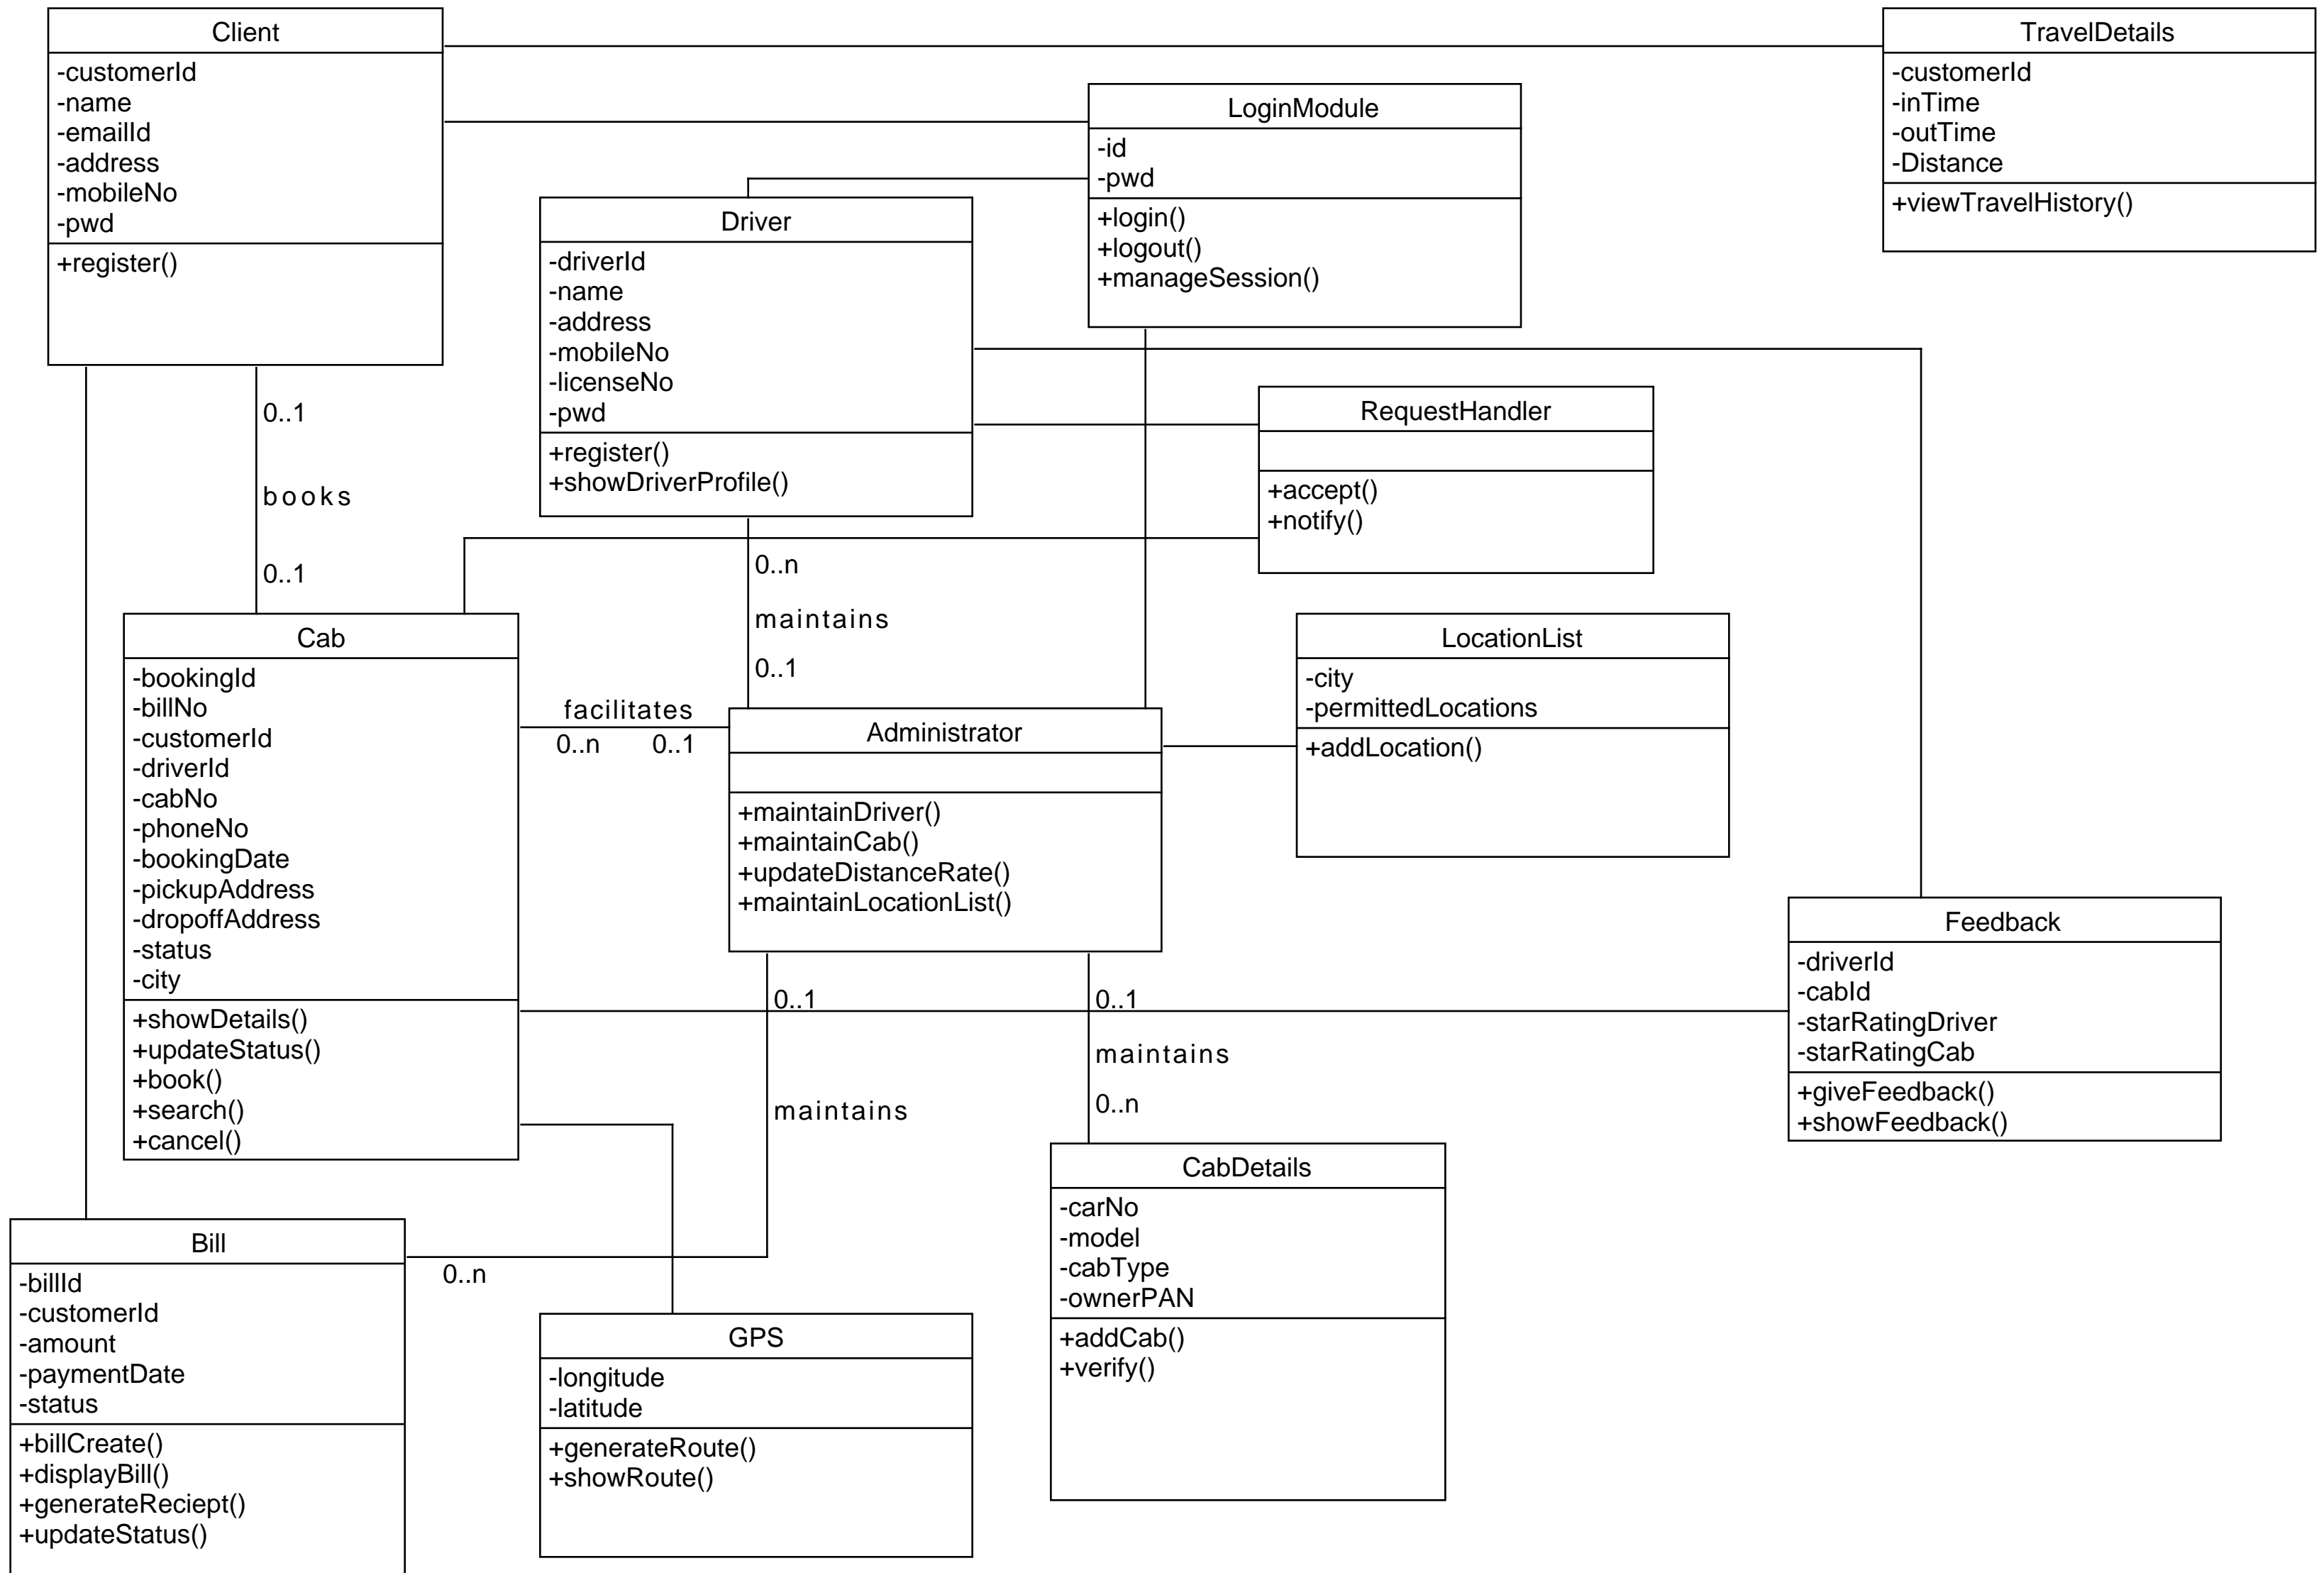 Client
-customerId
-name
-emailId
-address
-mobileNo
-pwd
+register()
TravelDetails
-customerId
-inTime
-outTime
-Distance
+viewTravelHistory()
LoginModule
-id
-pwd
+login()
+logout()
+manageSession()
Driver
-driverId
-name
-address
-mobileNo
-licenseNo
-pwd
+register()
+showDriverProfile()
RequestHandler
+accept()
+notify()
0..1
books
0..1
0..n
maintains
0..1
Cab
-bookingId
-billNo
-customerId
-driverId
-cabNo
-phoneNo
-bookingDate
-pickupAddress
-dropoffAddress
-status
-city
+showDetails()
+updateStatus()
+book()
+search()
+cancel()
facilitates
0..n 0..1
Administrator
+maintainDriver()
+maintainCab()
+updateDistanceRate()
+maintainLocationList()
LocationList
-city
-permittedLocations
+addLocation()
Feedback
-driverId
-cabId
-starRatingDriver
-starRatingCab
+giveFeedback()
+showFeedback()
0..1
maintains
0..n
0..1
maintains
0..n
Bill
-billId
-customerId
-amount
-paymentDate
-status
+billCreate()
+displayBill()
+generateReciept()
+updateStatus()
GPS
-longitude
-latitude
+generateRoute()
+showRoute()
CabDetails
-carNo
-model
-cabType
-ownerPAN
+addCab()
+verify()